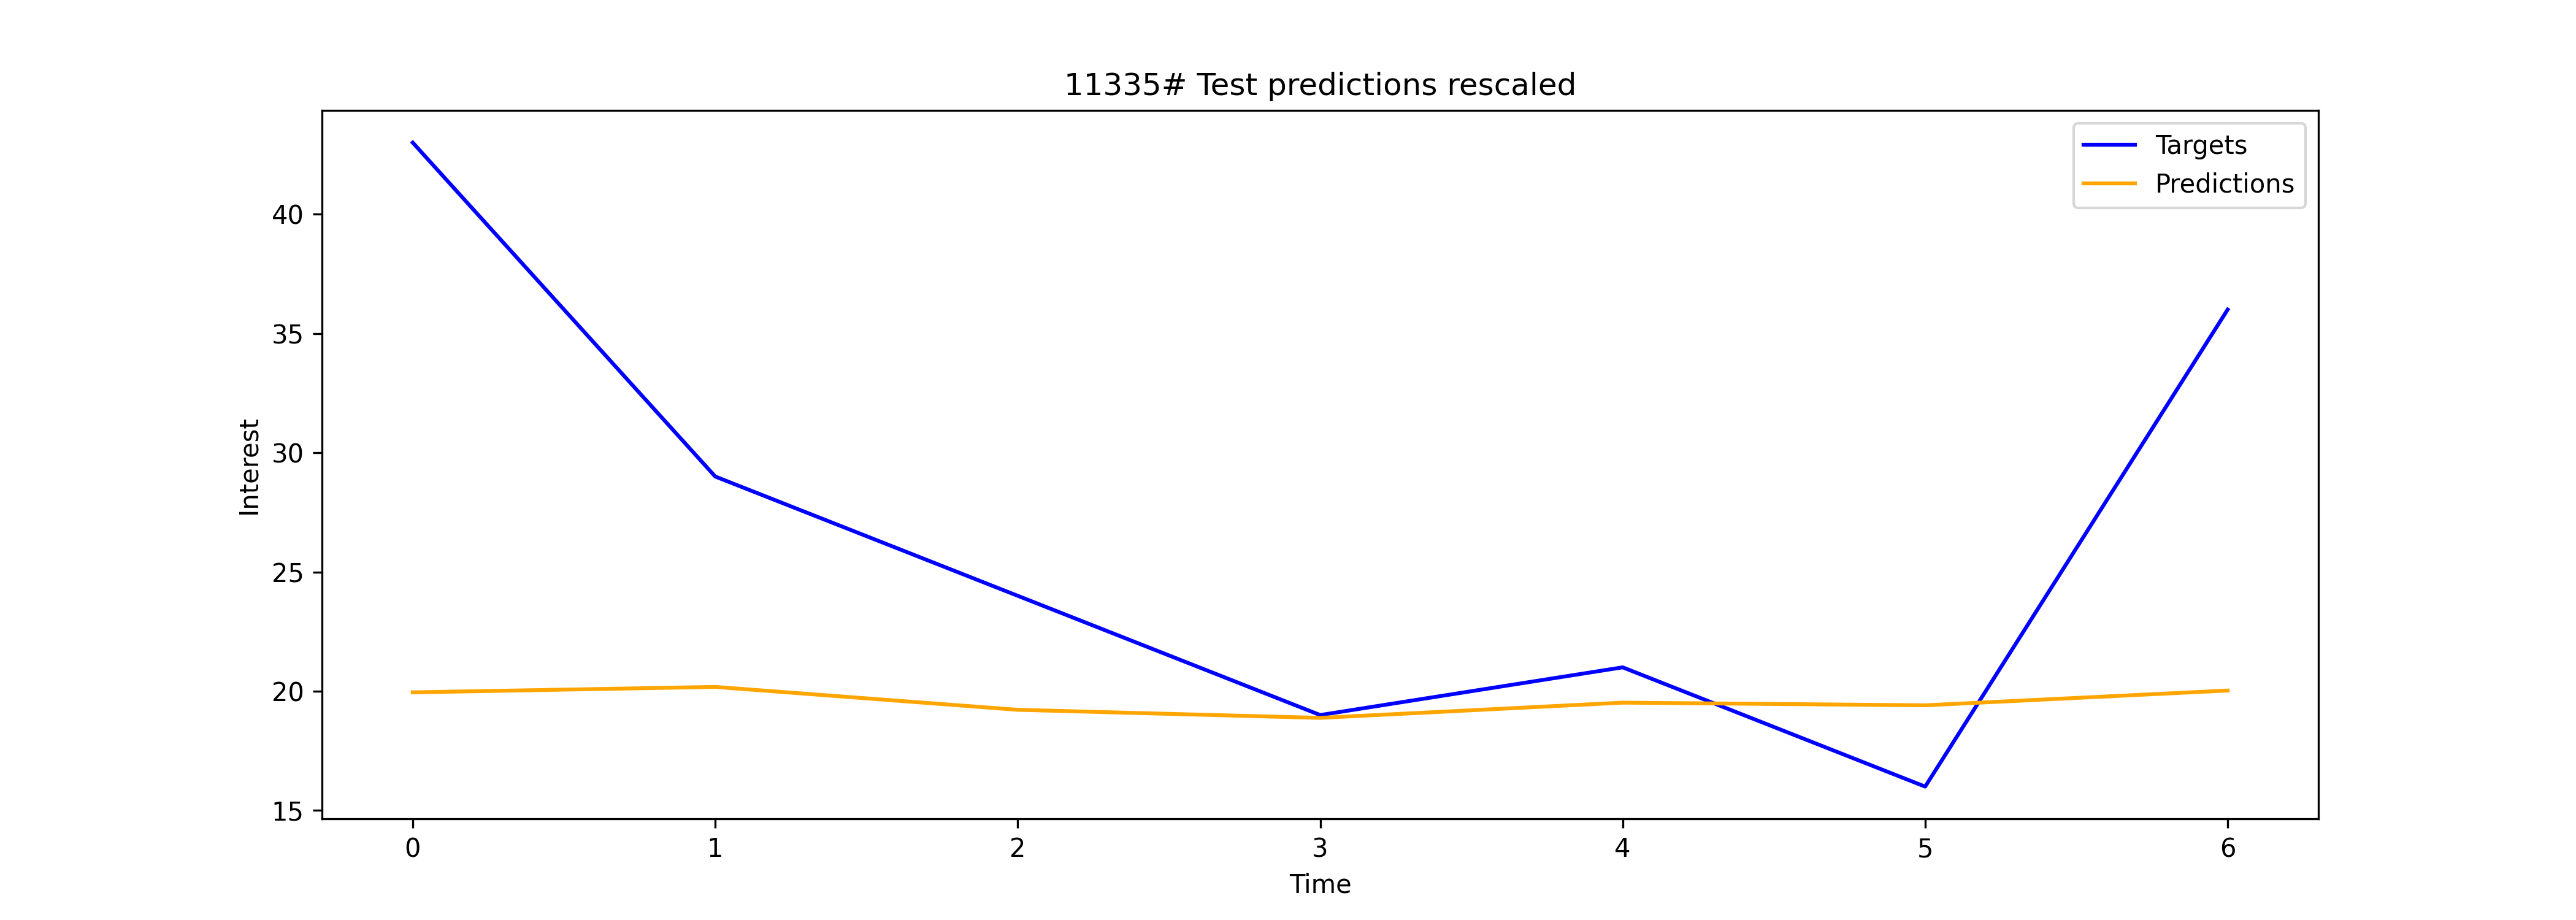 11335# Test predictions rescaled
Targets
Predictions
Interest
40
35
30
25
20
15
0 1 2 3 4 5 6
Time